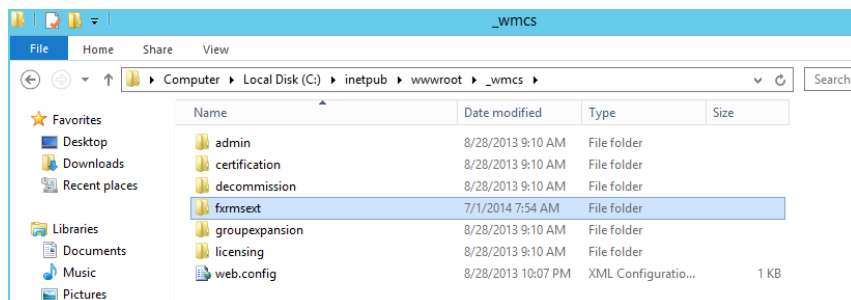 _wmcs
File Home Share View
Computer Local Disk (C:) inetpub wwwroot _wmcs Search
Name Date modified Type Size
Favorites
Desktop
Downloads
Recent places
Libraries
Documents
Music
Pictures
admin 8/28/2013 9:10 AM File folder
certification 8/28/2013 9:10 AM File folder
decommission 8/28/2013 9:10 AM File folder
fxrmsext 7/1/2014 7:54 AM File folder
groupexpansion 8/28/2013 9:10 AM File folder
licensing 8/28/2013 9:10 AM File folder
web.config 8/28/2013 10:07 PM XML Configuratio... 1 KB